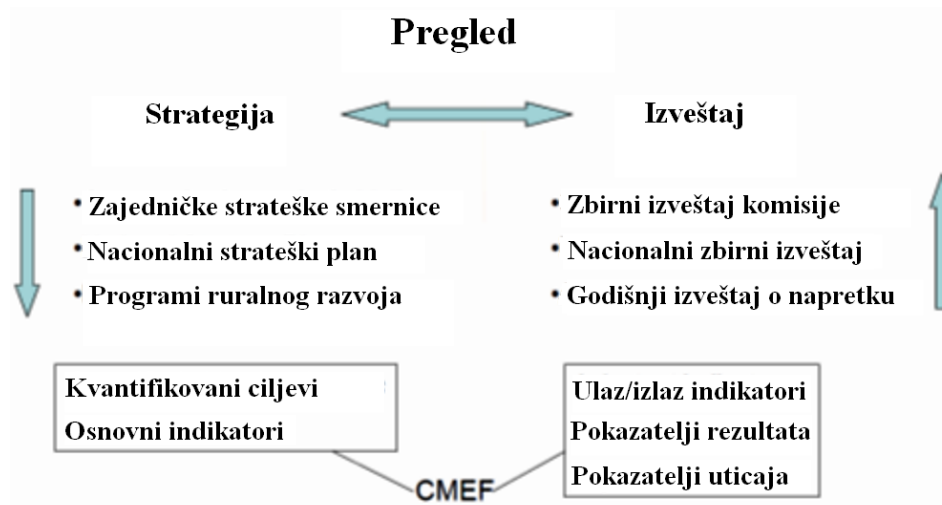 Pregled
Strategija
Izveštaj
• Zajedničke strateške smernice
• Nacionalni strateški plan
• Programi ruralnog razvoja
• Zbirni izveštaj komisije
• Nacionalni zbirni izveštaj
• Godišnji izveštaj o napretku
Kvantifikovani ciljevi
Osnovni indikatori
Ulaz/izlaz indikatori
Pokazatelji rezultata
Pokazatelji uticaja
CMEF